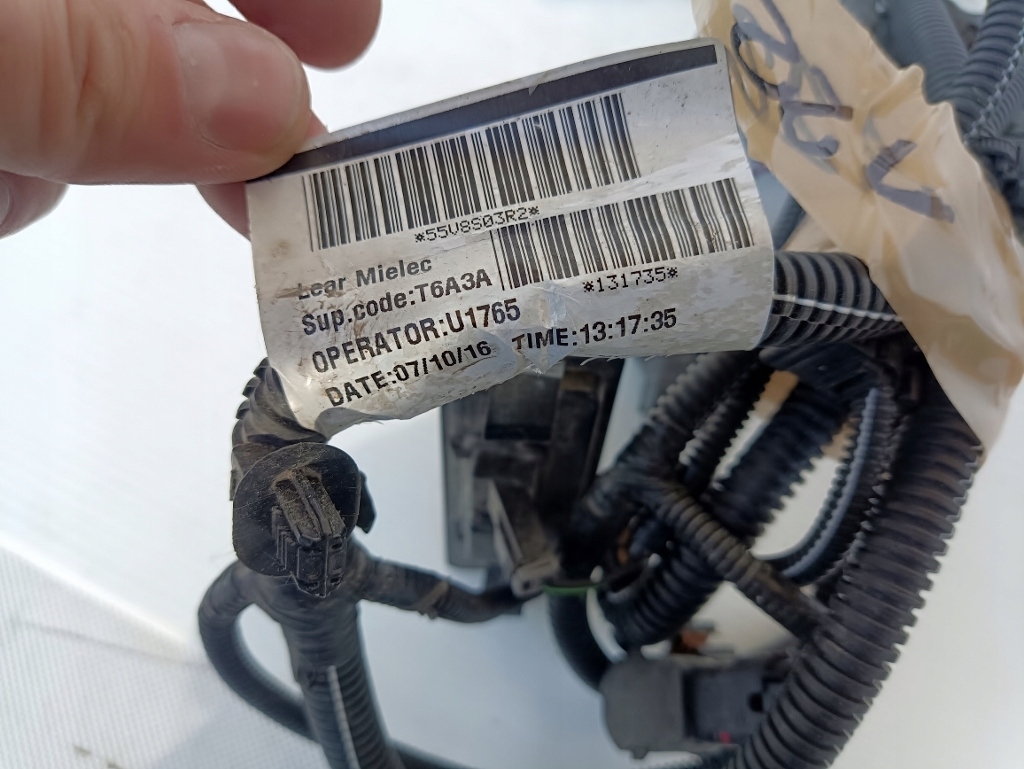 *55V8S03R2*
*131735*
Lear Mielec
Sup.code:T6A3A
OPERATOR:U1765
DATE:07/10/16 TIME:13:17:35